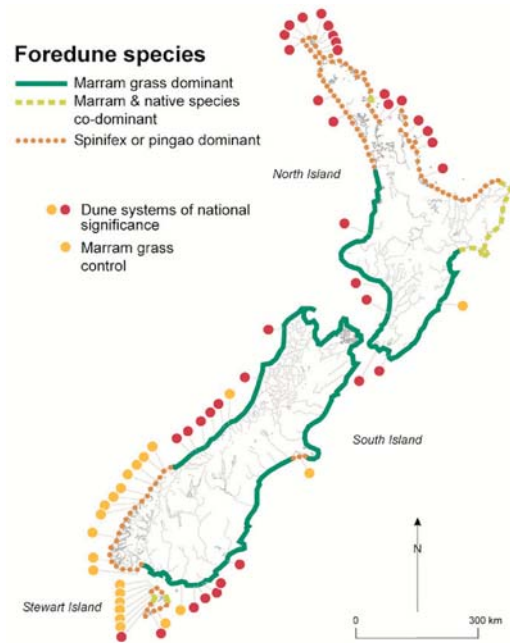 Foredune species
Marram grass dominant
Marram & native species
co-dominant
Spinifex or pingao dominant
North Island
Dune systems of national
significance
Marram grass
control
South Island
N
Stewart Island
0
300 km